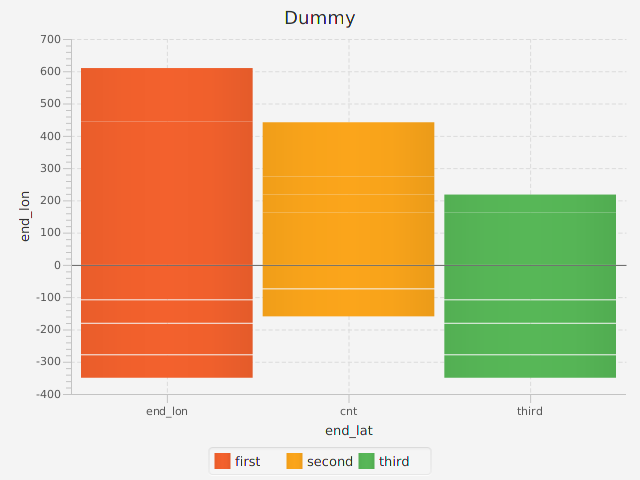 Dummy
700
600
500
400
300
200
100
0
-100
-200
-300
-400
end_lon
end_lon
cnt
third
end_lat
first
second
third